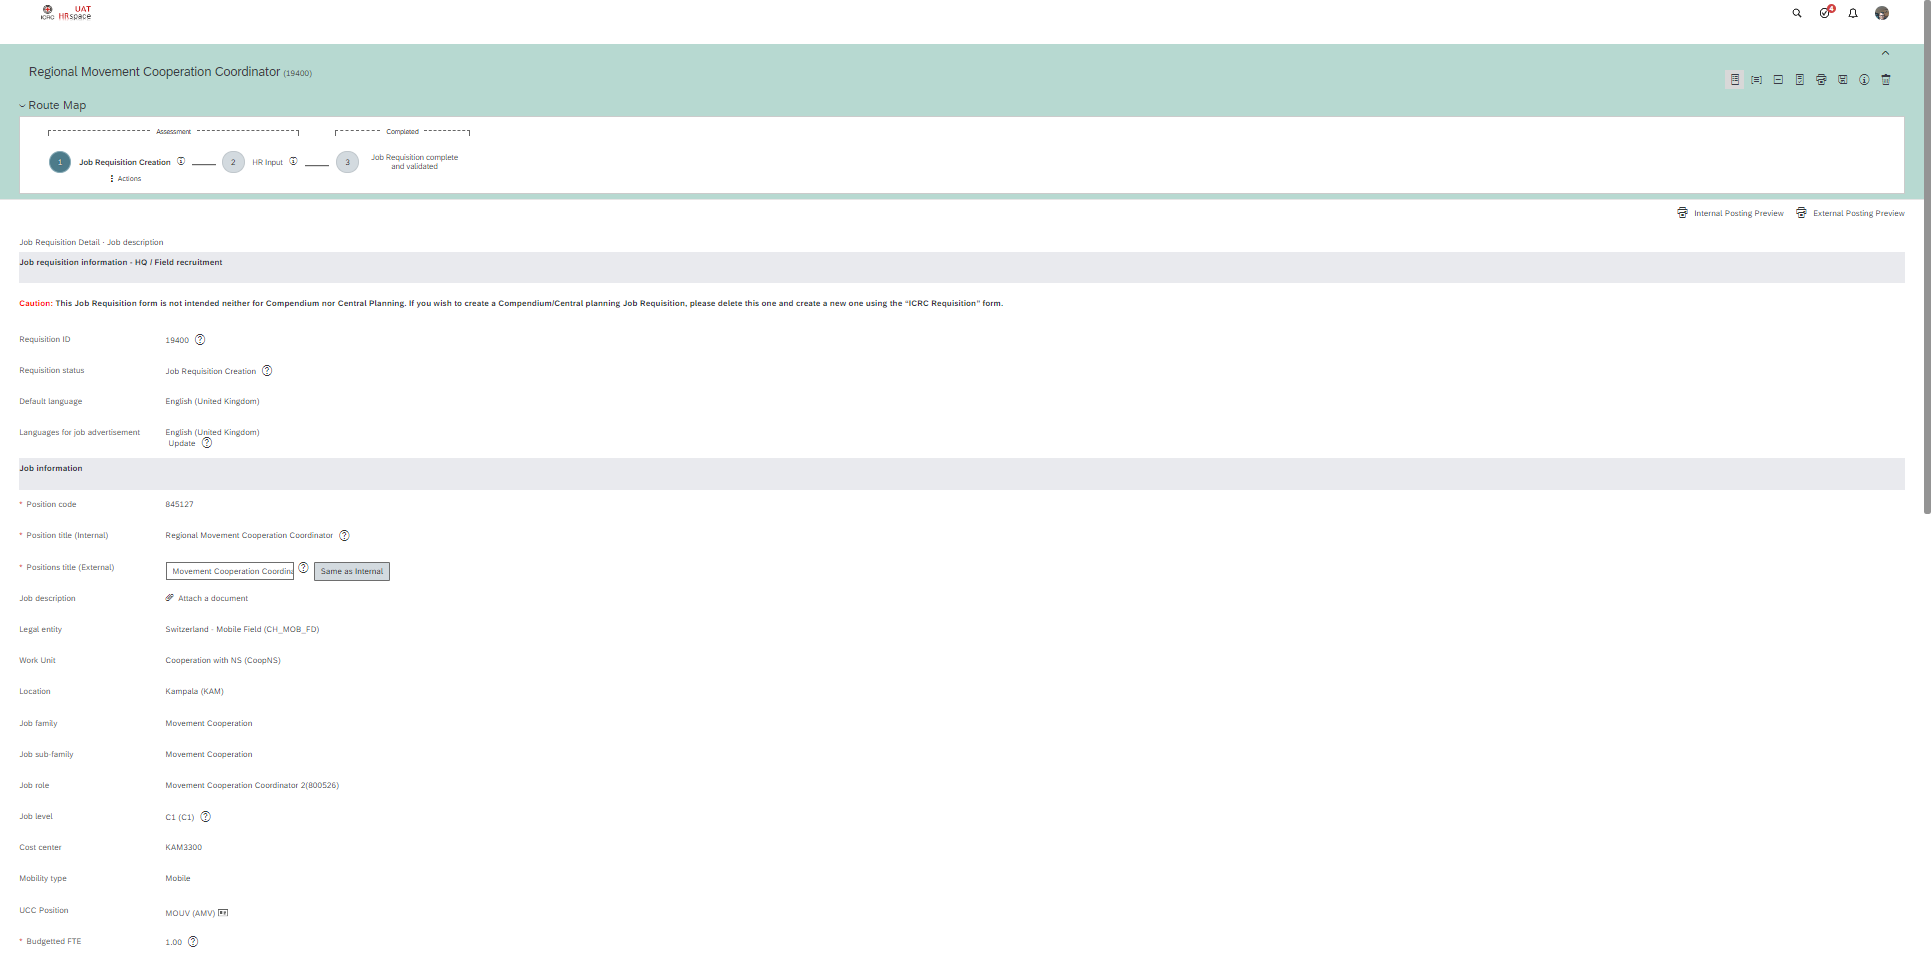 UAT
ICRC HRspace
4
Regional Movement Cooperation Coordinator (19400)
Route Map
Assessment
Completed
1 Job Requisition Creation
2 HR Input
3 Job Requisition complete
and validated
Actions
Internal Posting Preview External Posting Preview
Job Requisition Detail · Job description
Job requisition information - HQ / Field recruitment
Caution: This Job Requisition form is not intended neither for Compendium nor Central Planning. If you wish to create a Compendium/Central planning Job Requisition, please delete this one and create a new one using the “ICRC Requisition” form.
Requisition ID 19400
Requisition status Job Requisition Creation
Default language English (United Kingdom)
Languages for job advertisement English (United Kingdom)
Update
Job information
* Position code 845127
* Position title (Internal) Regional Movement Cooperation Coordinator
* Positions title (External) Movement Cooperation Coordina Same as Internal
Job description Attach a document
Legal entity Switzerland - Mobile Field (CH_MOB_FD)
Work Unit Cooperation with NS (CoopNS)
Location Kampala (KAM)
Job family Movement Cooperation
Job sub-family Movement Cooperation
Job role Movement Cooperation Coordinator 2(800526)
Job level C1 (C1)
Cost center KAM3300
Mobility type Mobile
UCC Position MOUV (AMV)
* Budgetted FTE 1.00